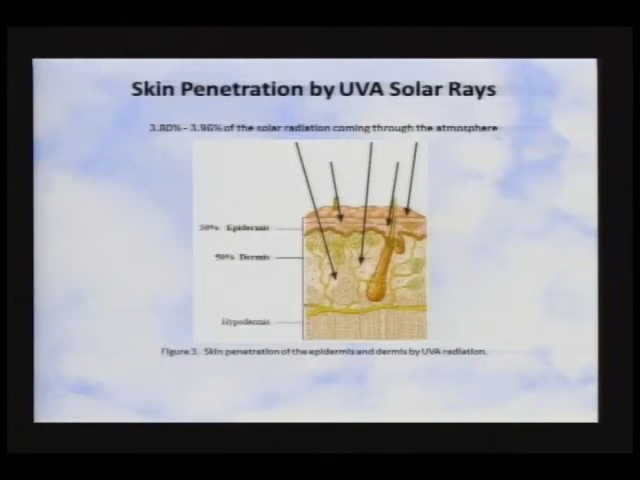 Skin Penetration by UVA Solar Rays
3.80% - 3.96% of the solar radiation coming through the atmosphere
50% Epidermis
50% Dermis
Hypodermis
Figure 3. Skin penetration of the epidermis and dermis by UVA radiation.